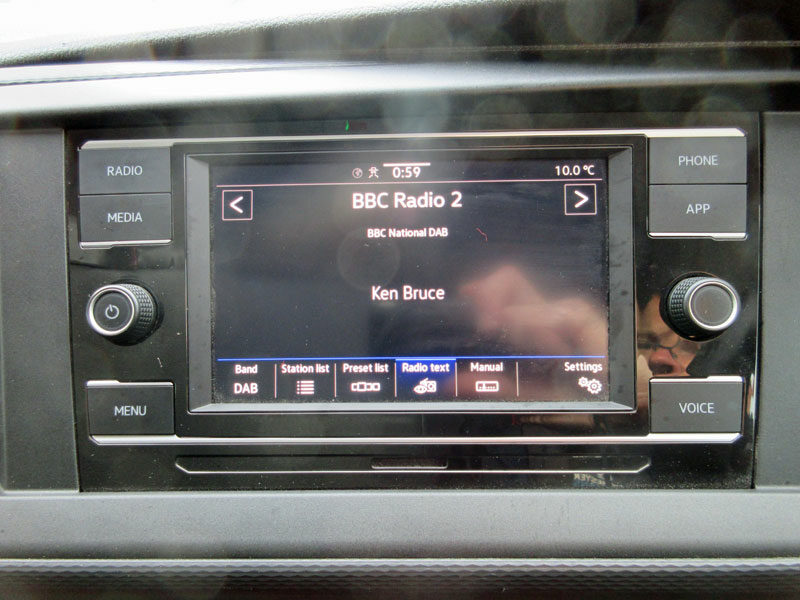 RADIO
MEDIA
MENU
PHONE
APP
VOICE
0:59
10.0 °C
<
BBC Radio 2
>
BBC National DAB
Ken Bruce
Band
DAB
Station list
Preset list
Radio text
Manual
Settings